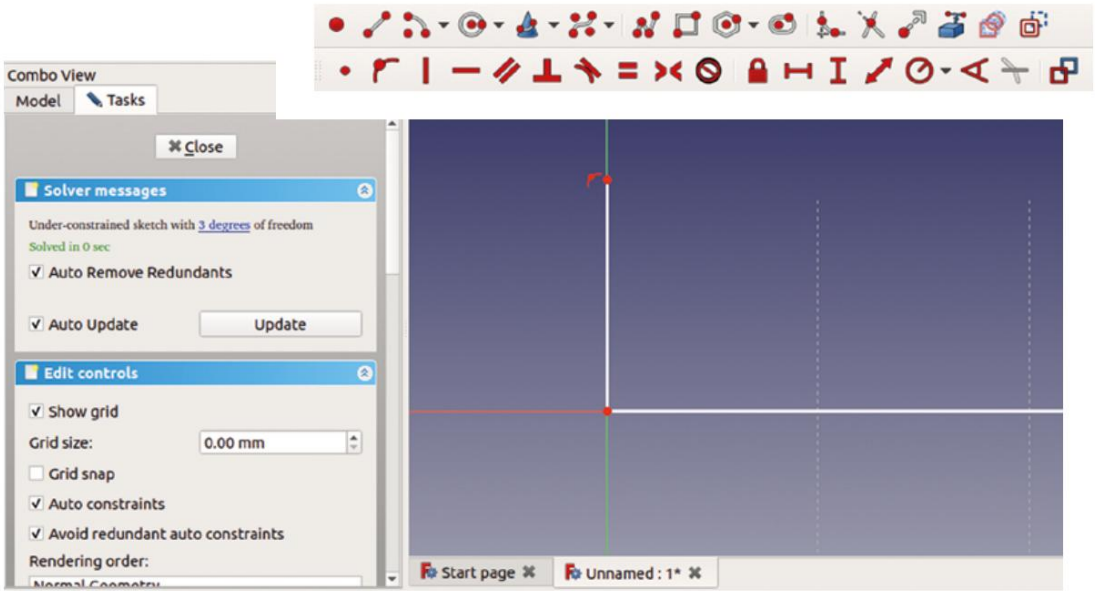 Combo View
Model Tasks
Close
Solver messages
Under-constrained sketch with 3 degrees of freedom
Solved in 0 sec
Auto Remove Redundants
Auto Update Update
Edit controls
Show grid
Grid size: 0.00 mm
Grid snap
Auto constraints
Avoid redundant auto constraints
Rendering order:
Normal Geometry
Start page Unnamed : 1*